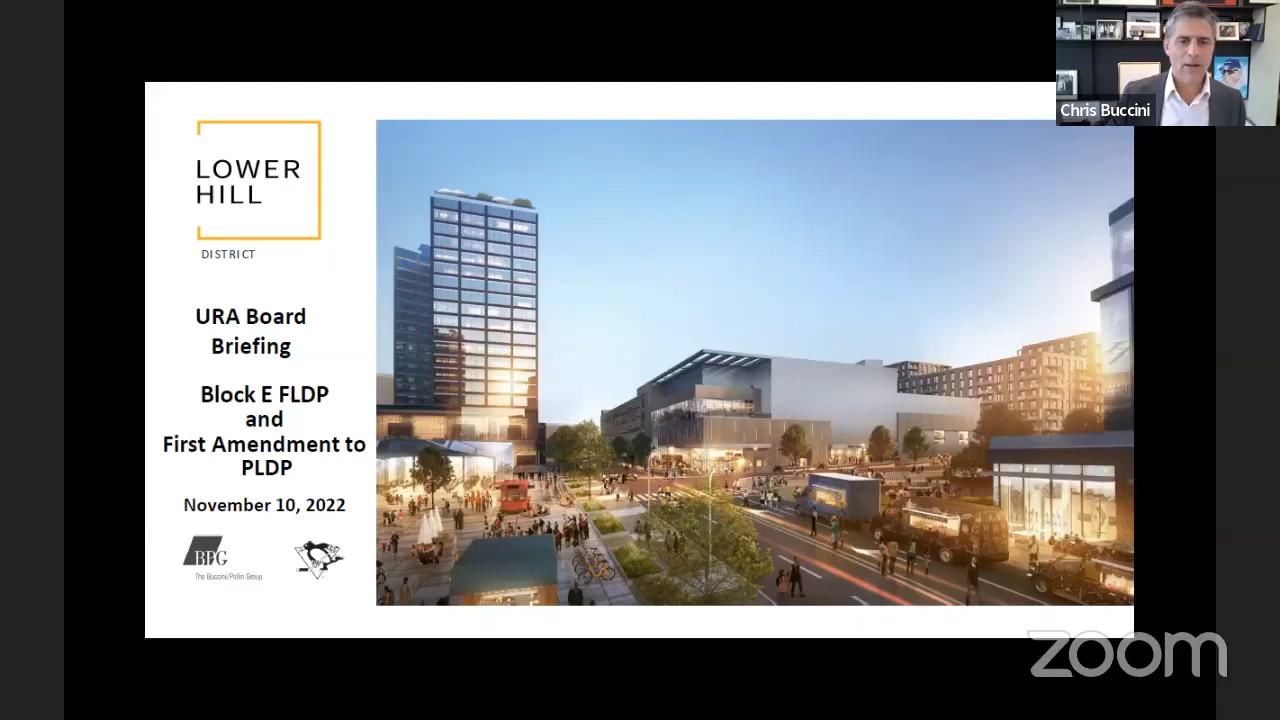 LOWER
HILL
DISTRICT
URA Board
Briefing
Block E FLDP
and
First Amendment to
PLDP
November 10, 2022
BPG
The Buccini/Pollin Group
Chris Buccini
zoom